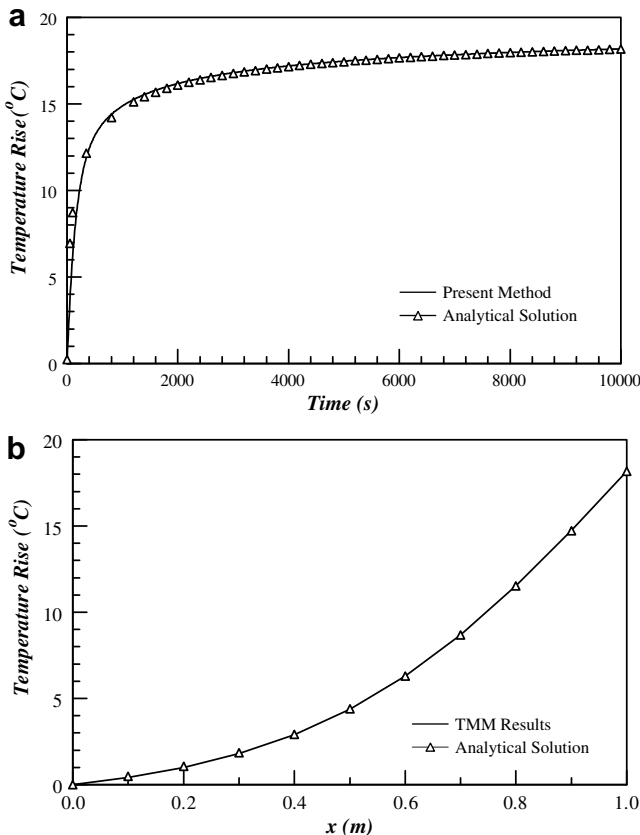 a
20
15
10
5
0
Temperature Rise (°C)
Present Method
Analytical Solution
0 2000 4000 6000 8000 10000
Time (s)
b
20
15
10
5
0
Temperature Rise (°C)
TMM Results
Analytical Solution
0.0 0.2 0.4 0.6 0.8 1.0
x (m)